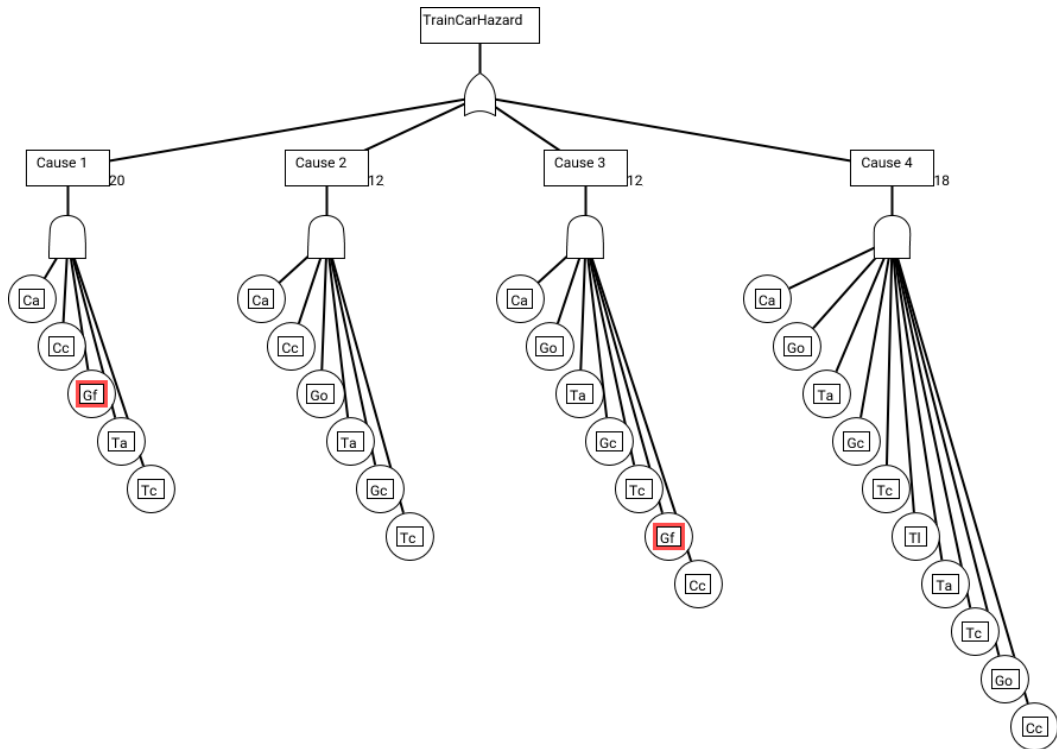 TrainCarHazard
Cause 1
20
Cause 2
12
Cause 3
12
Cause 4
18
Ca
Cc
Gf
Ta
Tc
Ca
Cc
Go
Ta
Gc
Tc
Ca
Go
Ta
Gc
Tc
Gf
Cc
Ca
Go
Ta
Gc
Tc
Tl
Ta
Tc
Go
Cc